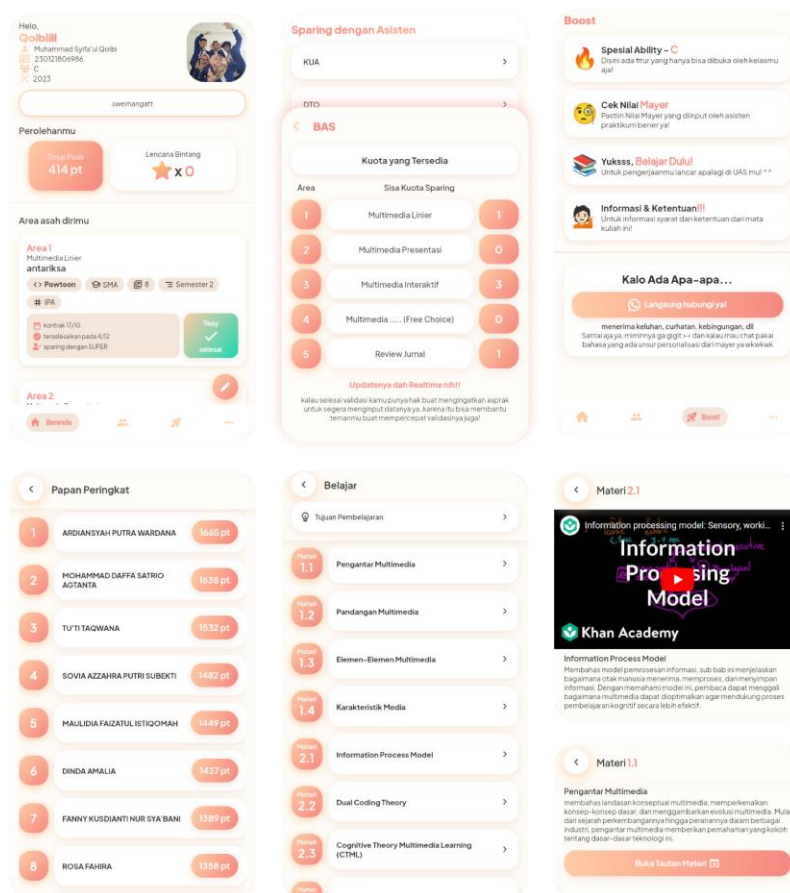 Helo,
Qolbiiii
Muhammad Syifa'ul Qolbi
230121806986
C
2023
swemangatt
Perolehanmu
Total Poin
414 pt
Lencana Bintang
x 0
Area asah dirimu
Area 1
Multimedia Linier
antariksa
<> Powtoon
SMA
8
Semester 2
# IPA
kontrak 17/10
terselesaikan pada 4/12
sparing dengan SUPER
Yeay
selesai
Area 2
Beranda
Sparing dengan Asisten
KUA
DTO
BAS
Kuota yang Tersedia
Area Sisa Kuota Sparing
1 Multimedia Linier 1
2 Multimedia Presentasi 0
3 Multimedia Interaktif 3
4 Multimedia ...... (Free Choice) 0
5 Review Jurnal 1
Updatenya dah Realtime nih!!
kalau selesai validasi kamu punya hak buat mengingatkan asprak
untuk segera menginput datanya ya, karena itu bisa membantu
temanmu buat mempercepat validasinya juga!
Boost
Spesial Ability - C
Disini ada fitur yang hanya bisa dibuka oleh kelasmu
aja!
Cek Nilai Mayer
Pastiin Nilai Mayer yang diinput oleh asisten
praktikum bener ya!
Yuksss, Belajar Dulu!
Untuk pengerjaanmu lancar apalagi di UAS mu! ^^
Informasi & Ketentuan!!!
Untuk informasi syarat dan ketentuan dari mata
kuliah ini!
Kalo Ada Apa-apa...
Langsung hubungi ya!
menerima keluhan, curhatan, kebingungan, dll
Santai aja ya, miminnya ga gigit >< dan kalau mau chat pakai
bahasa yang ada unsur personalisasi dari mayer ya wkwkwk
Boost
Papan Peringkat
1 ARDIANSYAH PUTRA WARDANA 1665 pt
2 MOHAMMAD DAFFA SATRIO
AGTANTA 1638 pt
3 TU'TI TAQWANA 1532 pt
4 SOVIA AZZAHRA PUTRI SUBEKTI 1482 pt
5 MAULIDIA FAIZATUL ISTIQOMAH 1449 pt
6 DINDA AMALIA 1427 pt
7 FANNY KUSDIANTI NUR SYA'BANI 1389 pt
8 ROSA FAHIRA 1358 pt
Belajar
Tujuan Pembelajaran
Materi 1.1 Pengantar Multimedia
Materi 1.2 Pandangan Multimedia
Materi 1.3 Elemen-Elemen Multimedia
Materi 1.4 Karakteristik Media
Materi 2.1 Information Process Model
Materi 2.2 Dual Coding Theory
Materi 2.3 Cognitive Theory Multimedia Learning
(CTML)
Materi
Materi 2.1
Information processing model: Sensory, worki...
Information
Processing
Model
Khan Academy
Information Process Model
Membahas model pemrosesan informasi, sub bab ini menjelaskan
bagaimana otak manusia menerima, memproses, dan menyimpan
informasi. Dengan memahami model ini, pembaca dapat menggali
bagaimana multimedia dapat dioptimalkan agar mendukung proses
pembelajaran kognitif secara lebih efektif.
Materi 1.1
Pengantar Multimedia
membahas landasan konseptual multimedia, memperkenalkan
konsep-konsep dasar, dan menggambarkan evolusi multimedia. Mulai
dari sejarah perkembangannya hingga peranannya dalam berbagai
industri, pengantar multimedia memberikan pemahaman yang kokoh
tentang dasar-dasar teknologi ini.
Buka Tautan Materi